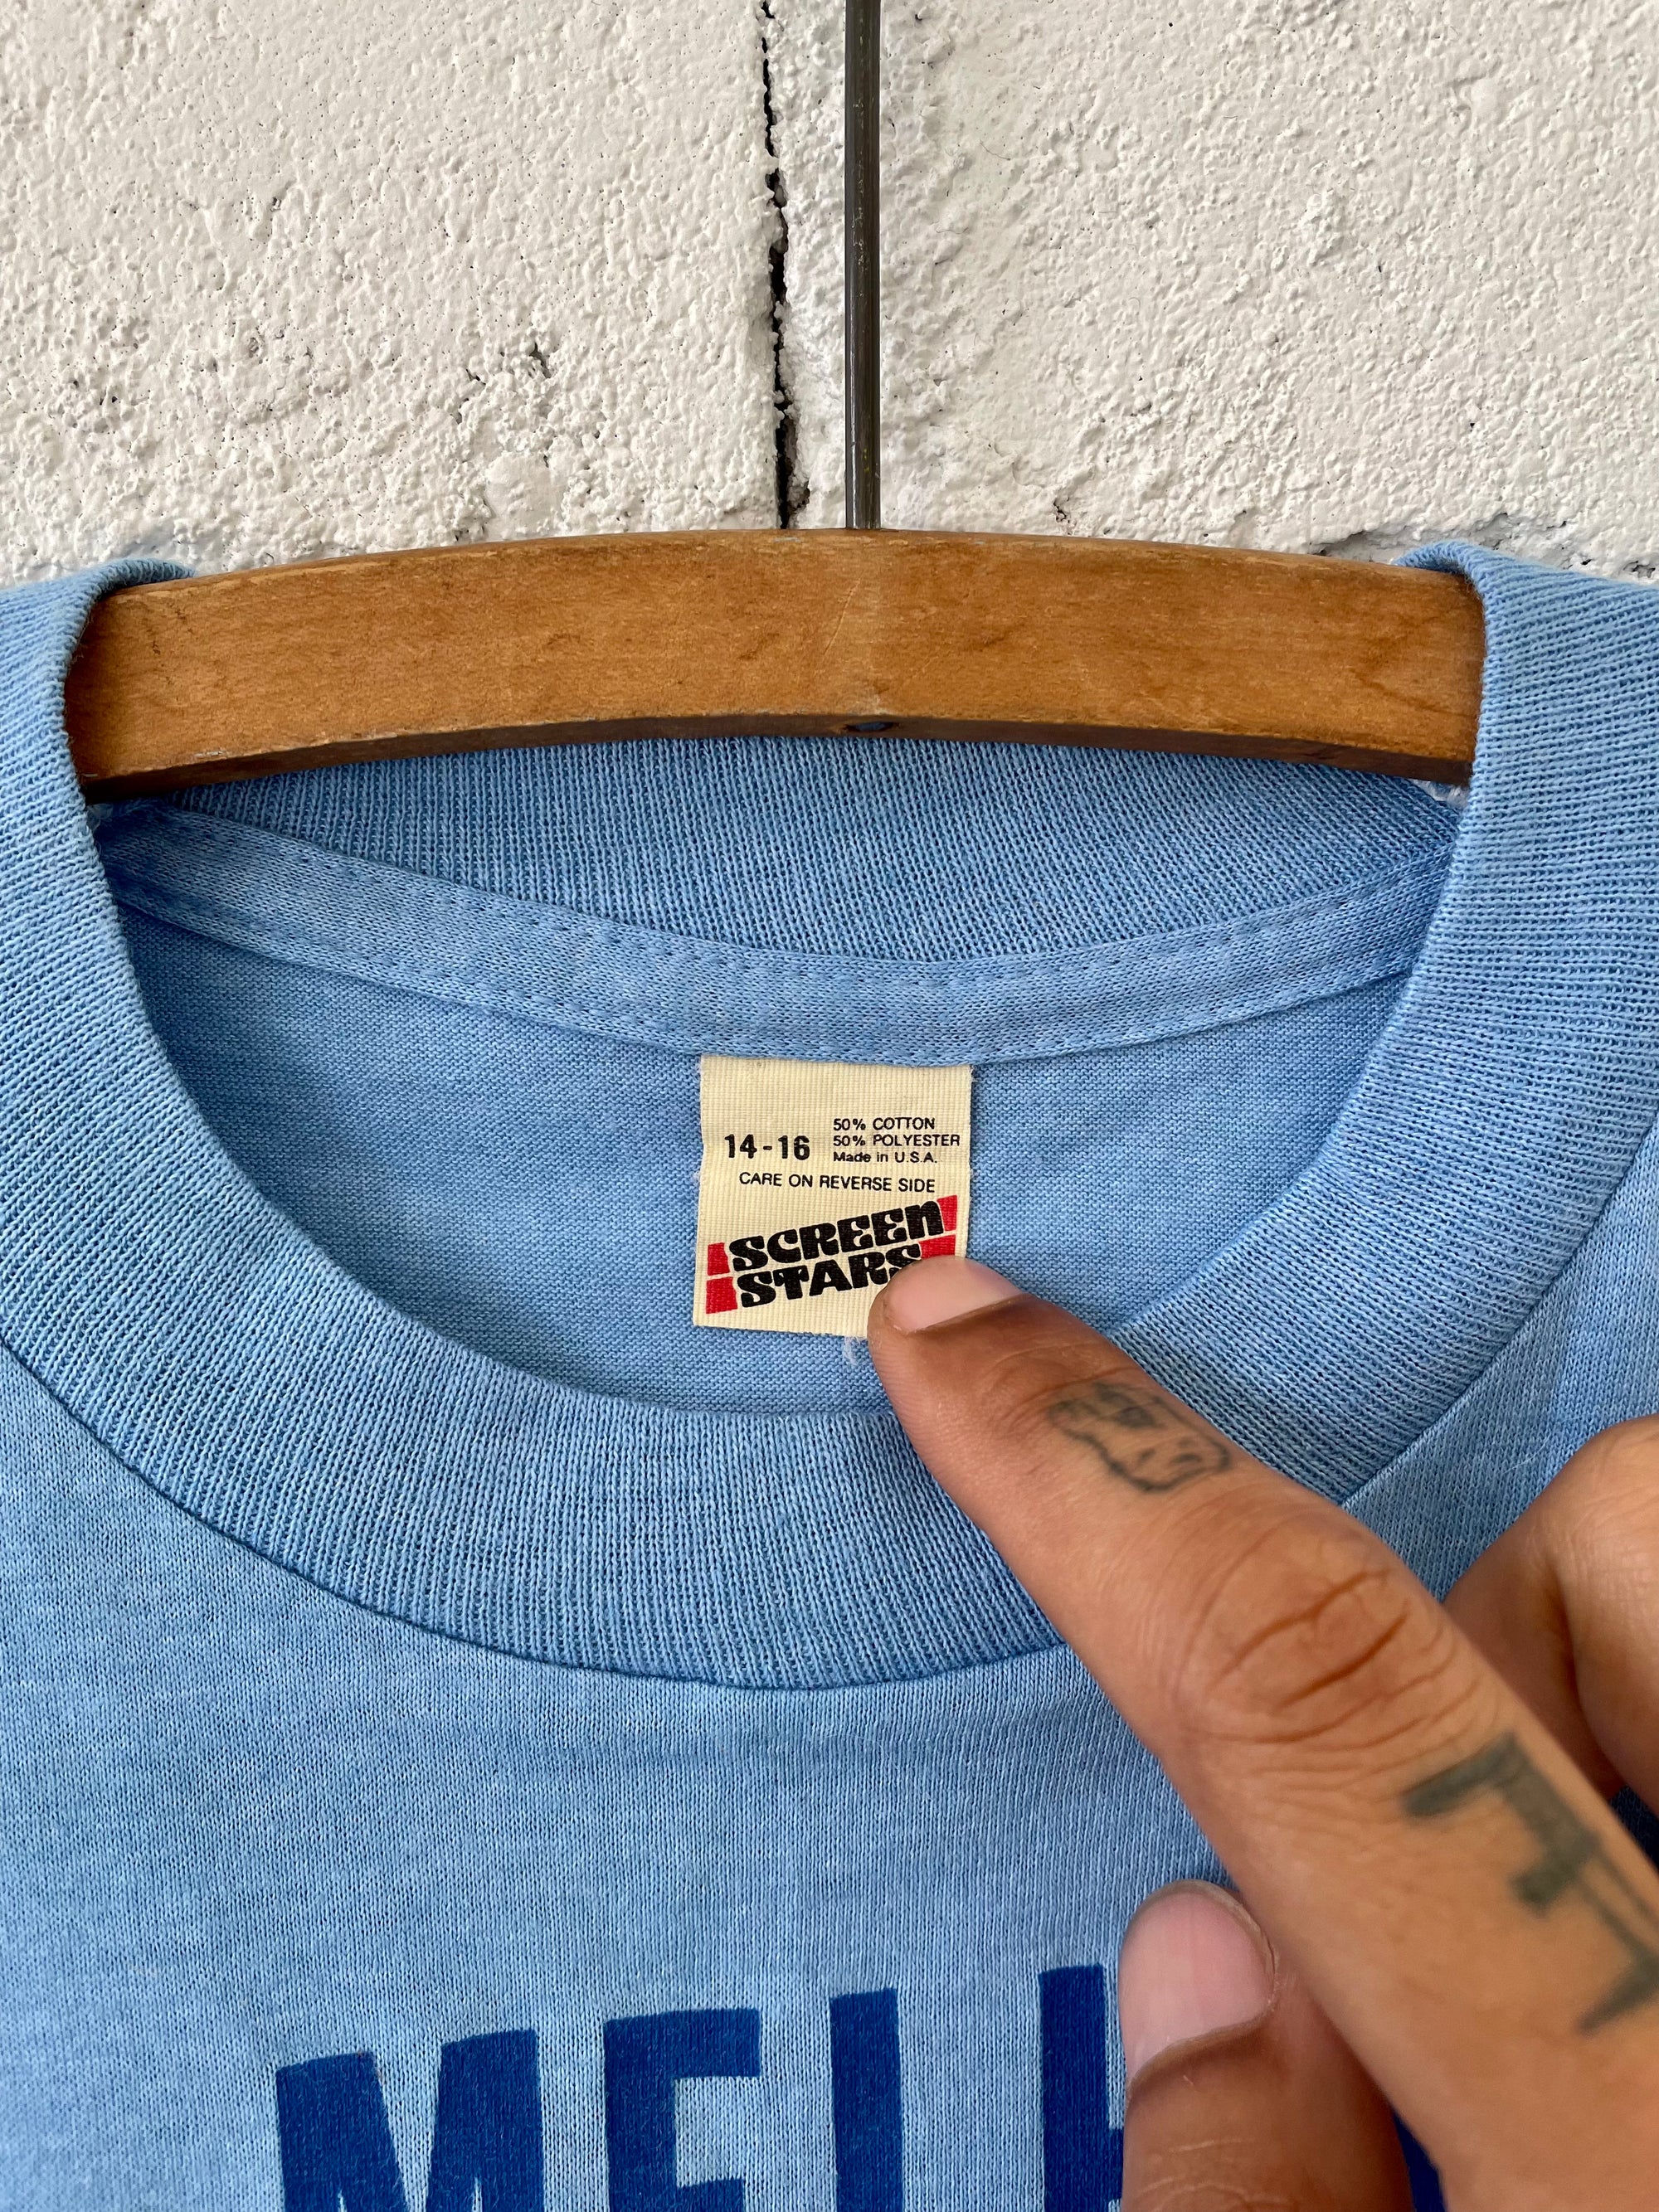 14-16
50% COTTON
50% POLYESTER
Made in U.S.A.
CARE ON REVERSE SIDE
SCREEN
STARS